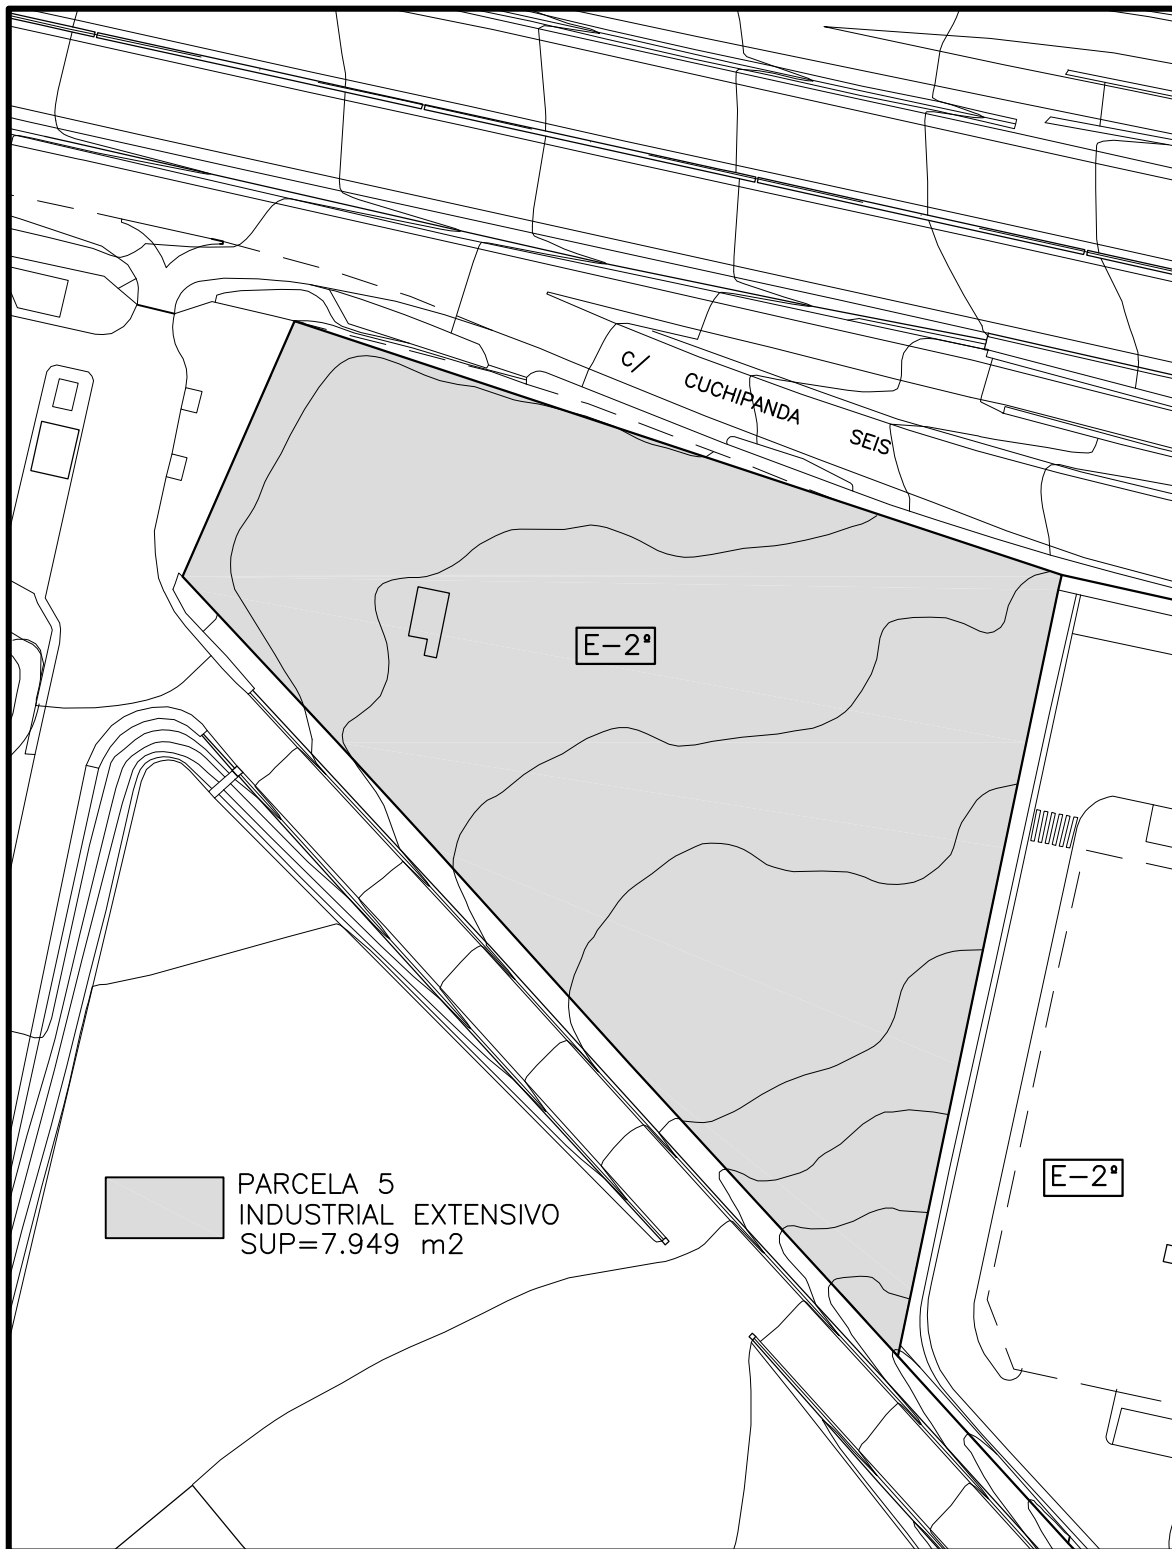 C/ CUCHIPANDA SEIS
E-2ª
E-2ª
PARCELA 5
INDUSTRIAL EXTENSIVO
SUP=7.949 m2